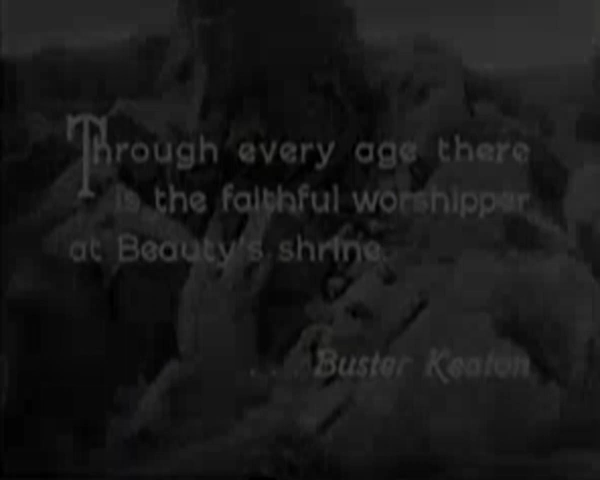 Through every age there
is the faithful worshipper
at Beauty's shrine.
. . . Buster Keaton